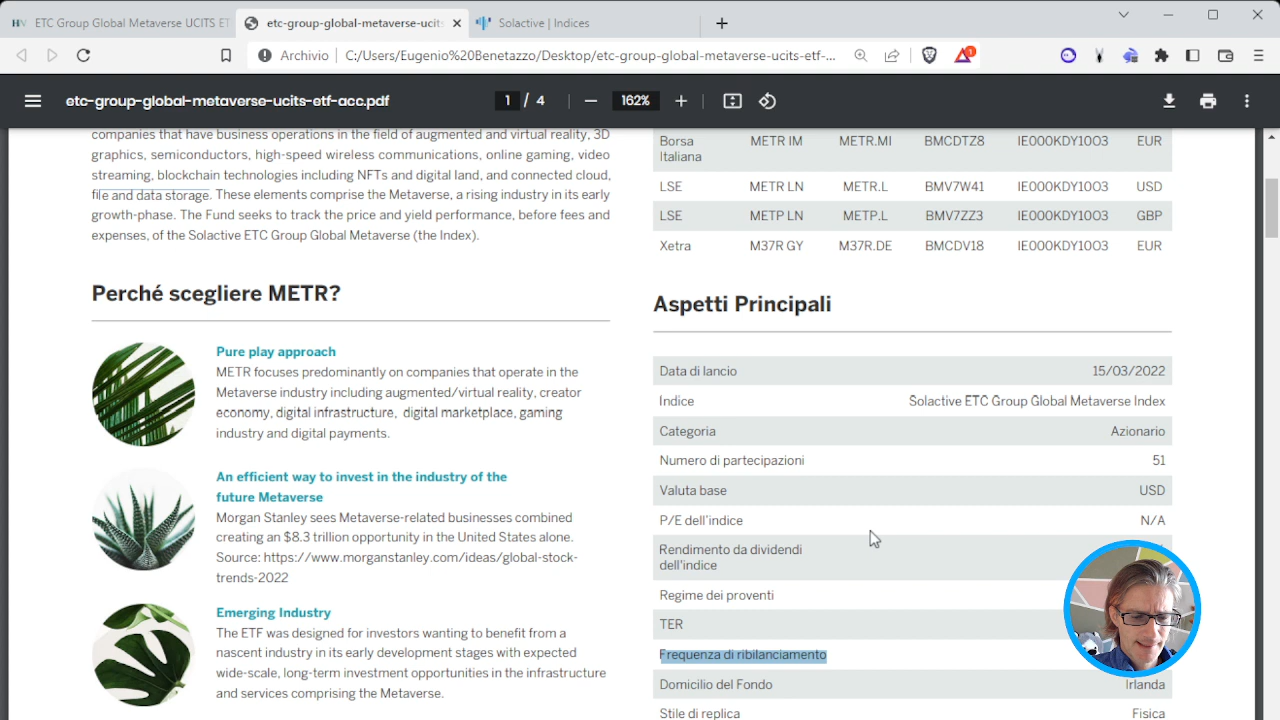 ETC Group Global Metaverse UCITS ET
etc-group-global-metaverse-ucits
Solactive | Indices
Archivio
C:/Users/Eugenio%20Benetazzo/Desktop/etc-group-global-metaverse-ucits-etf-...
1
etc-group-global-metaverse-ucits-etf-acc.pdf
1 / 4
162%
companies that have business operations in the field of augmented and virtual reality, 3D
graphics, semiconductors, high-speed wireless communications, online gaming, video
streaming, blockchain technologies including NFTs and digital land, and connected cloud,
file and data storage. These elements comprise the Metaverse, a rising industry in its early
growth-phase. The Fund seeks to track the price and yield performance, before fees and
expenses, of the Solactive ETC Group Global Metaverse (the Index).
Perché scegliere METR?
Pure play approach
METR focuses predominantly on companies that operate in the
Metaverse industry including augmented/virtual reality, creator
economy, digital infrastructure, digital marketplace, gaming
industry and digital payments.
An efficient way to invest in the industry of the
future Metaverse
Morgan Stanley sees Metaverse-related businesses combined
creating an $8.3 trillion opportunity in the United States alone.
Source: https://www.morganstanley.com/ideas/global-stock-
trends-2022
Emerging Industry
The ETF was designed for investors wanting to benefit from a
nascent industry in its early development stages with expected
wide-scale, long-term investment opportunities in the infrastructure
and services comprising the Metaverse.
Borsa Italiana METR IM METR.MI BMCDTZ8 IE000KDY10O3 EUR
LSE METR LN METR.L BMV7W41 IE000KDY10O3 USD
LSE METP LN METP.L BMV7ZZ3 IE000KDY10O3 GBP
Xetra M37R GY M37R.DE BMCDV18 IE000KDY10O3 EUR
Aspetti Principali
Data di lancio 15/03/2022
Indice Solactive ETC Group Global Metaverse Index
Categoria Azionario
Numero di partecipazioni 51
Valuta base USD
P/E dell'indice N/A
Rendimento da dividendi
dell'indice
Regime dei proventi
TER
Frequenza di ribilanciamento
Domicilio del Fondo Irlanda
Stile di replica Fisica